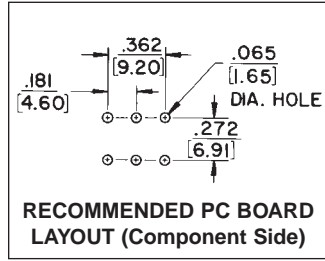 .362
[9.20]
.065
[1.65]
DIA. HOLE
.181
[4.60]
.272
[6.91]
RECOMMENDED PC BOARD
LAYOUT (Component Side)